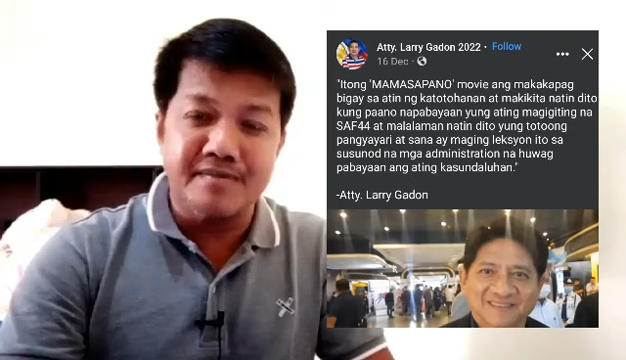 Atty. Larry Gadon 2022 · Follow
16 Dec ·
"Itong 'MAMASAPANO' movie ang makakapag
bigay sa atin ng katotohanan at makikita natin dito
kung paano napabayaan yung ating magigiting na
SAF44 at malalaman natin dito yung totoong
pangyayari at sana ay maging leksyon ito sa
susunod na mga administration na huwag
pabayaan ang ating kasundaluhan."
-Atty. Larry Gadon